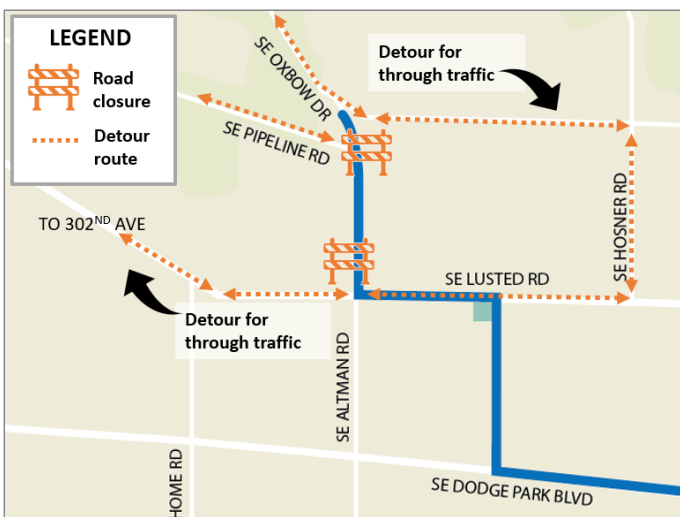 LEGEND
Road
closure
Detour
route
SE OXBOW DR
Detour for
through traffic
SE PIPELINE RD
SE HOSNER RD
TO 302ND AVE
SE LUSTED RD
Detour for
through traffic
SE ALTMAN RD
HOME RD
SE DODGE PARK BLVD